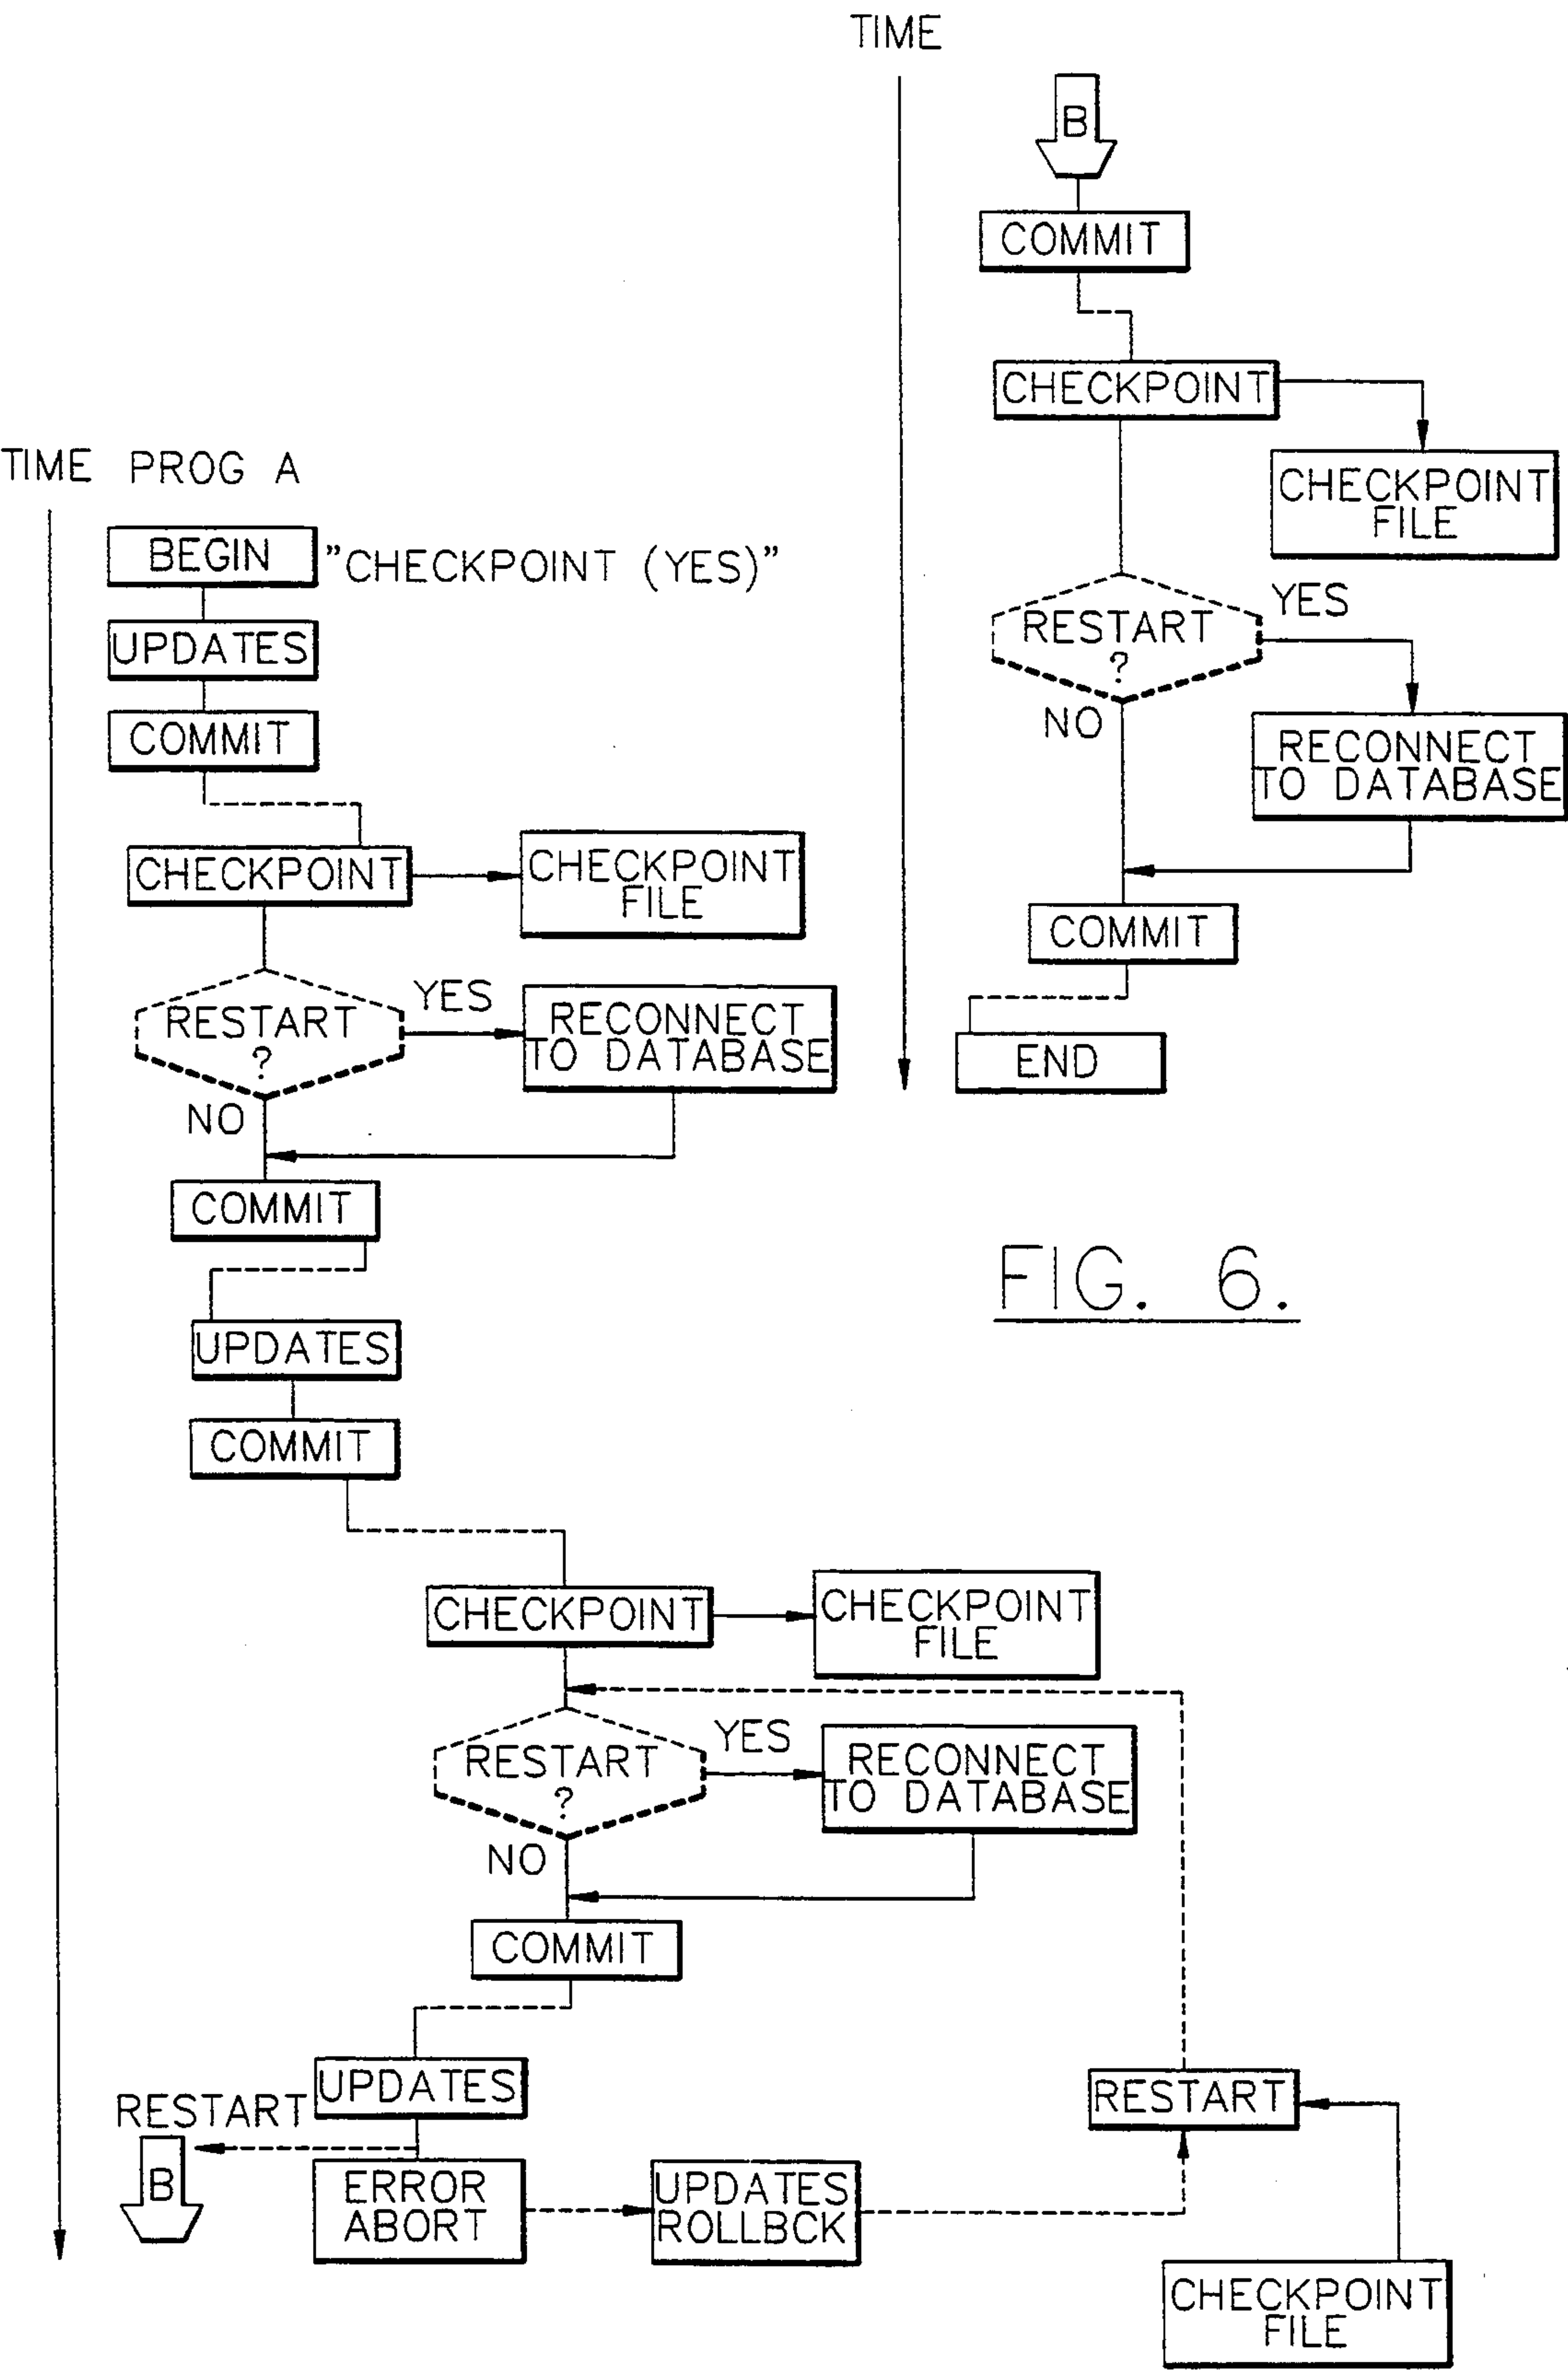 TIME PROG A
BEGIN "CHECKPOINT (YES)"
UPDATES
COMMIT
CHECKPOINT
CHECKPOINT
FILE
RESTART
?
YES
RECONNECT
TO DATABASE
NO
COMMIT
UPDATES
COMMIT
CHECKPOINT
CHECKPOINT
FILE
RESTART
?
YES
RECONNECT
TO DATABASE
NO
COMMIT
UPDATES
RESTART
B
ERROR
ABORT
UPDATES
ROLLBCK
RESTART
CHECKPOINT
FILE
TIME
B
COMMIT
CHECKPOINT
CHECKPOINT
FILE
RESTART
?
YES
RECONNECT
TO DATABASE
NO
COMMIT
END
FIG. 6.